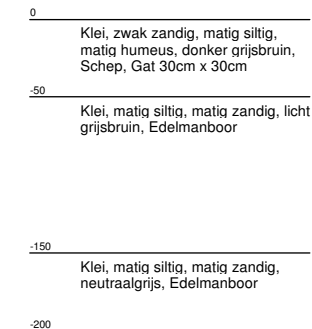 0
Klei, zwak zandig, matig siltig,
matig humeus, donker grijsbruin,
Schep, Gat 30cm x 30cm
-50
Klei, matig siltig, matig zandig, licht
grijsbruin, Edelmanboor
-150
Klei, matig siltig, matig zandig,
neutraalgrijs, Edelmanboor
-200